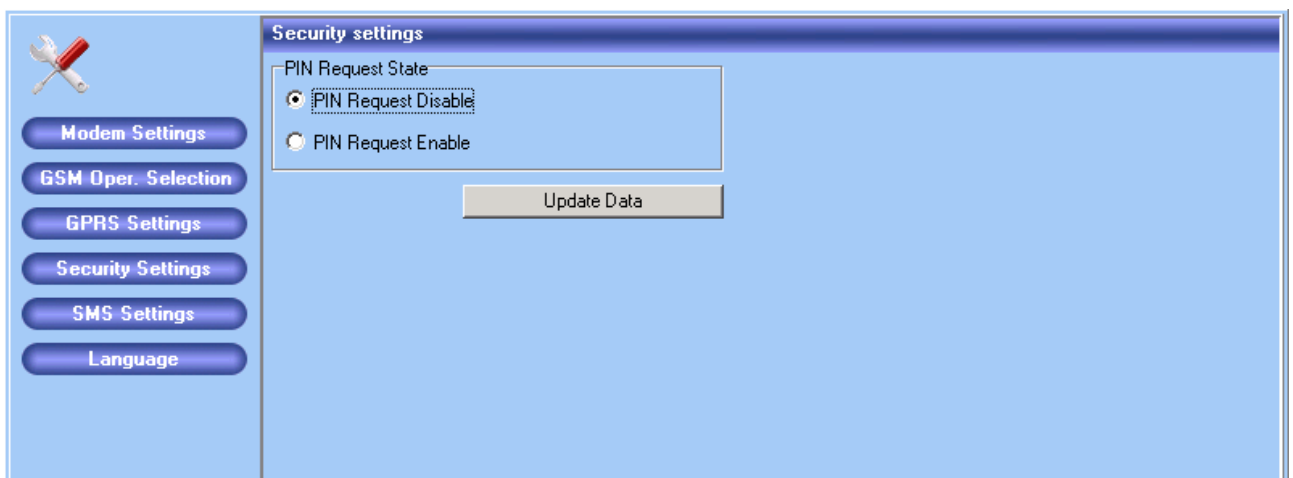 Security settings
PIN Request State
PIN Request Disable
PIN Request Enable
Update Data
Modem Settings
GSM Oper. Selection
GPRS Settings
Security Settings
SMS Settings
Language